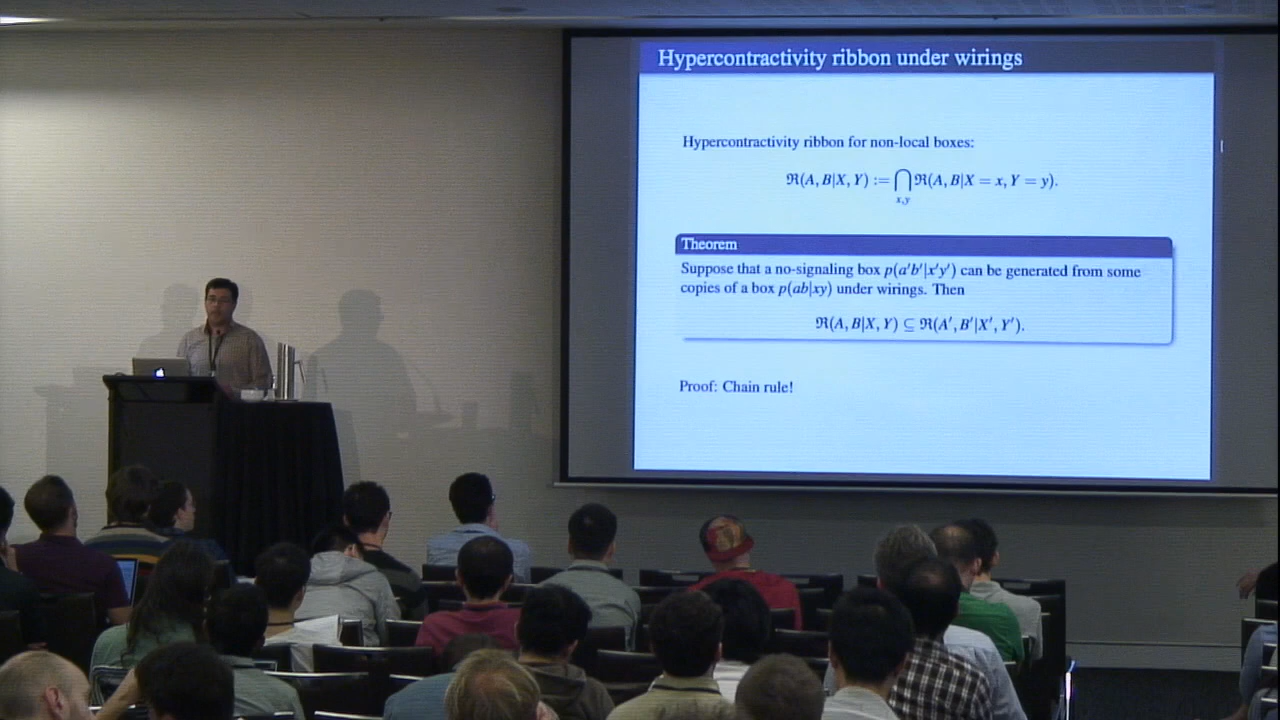 Hypercontractivity ribbon under wirings
Hypercontractivity ribbon for non-local boxes:
ℜ(A, B|X, Y) := ⋂_{x,y} ℜ(A, B|X = x, Y = y).
Theorem
Suppose that a no-signaling box p(a′b′|x′y′) can be generated from some
copies of a box p(ab|xy) under wirings. Then
ℜ(A, B|X, Y) ⊆ ℜ(A′, B′|X′, Y′).
Proof: Chain rule!